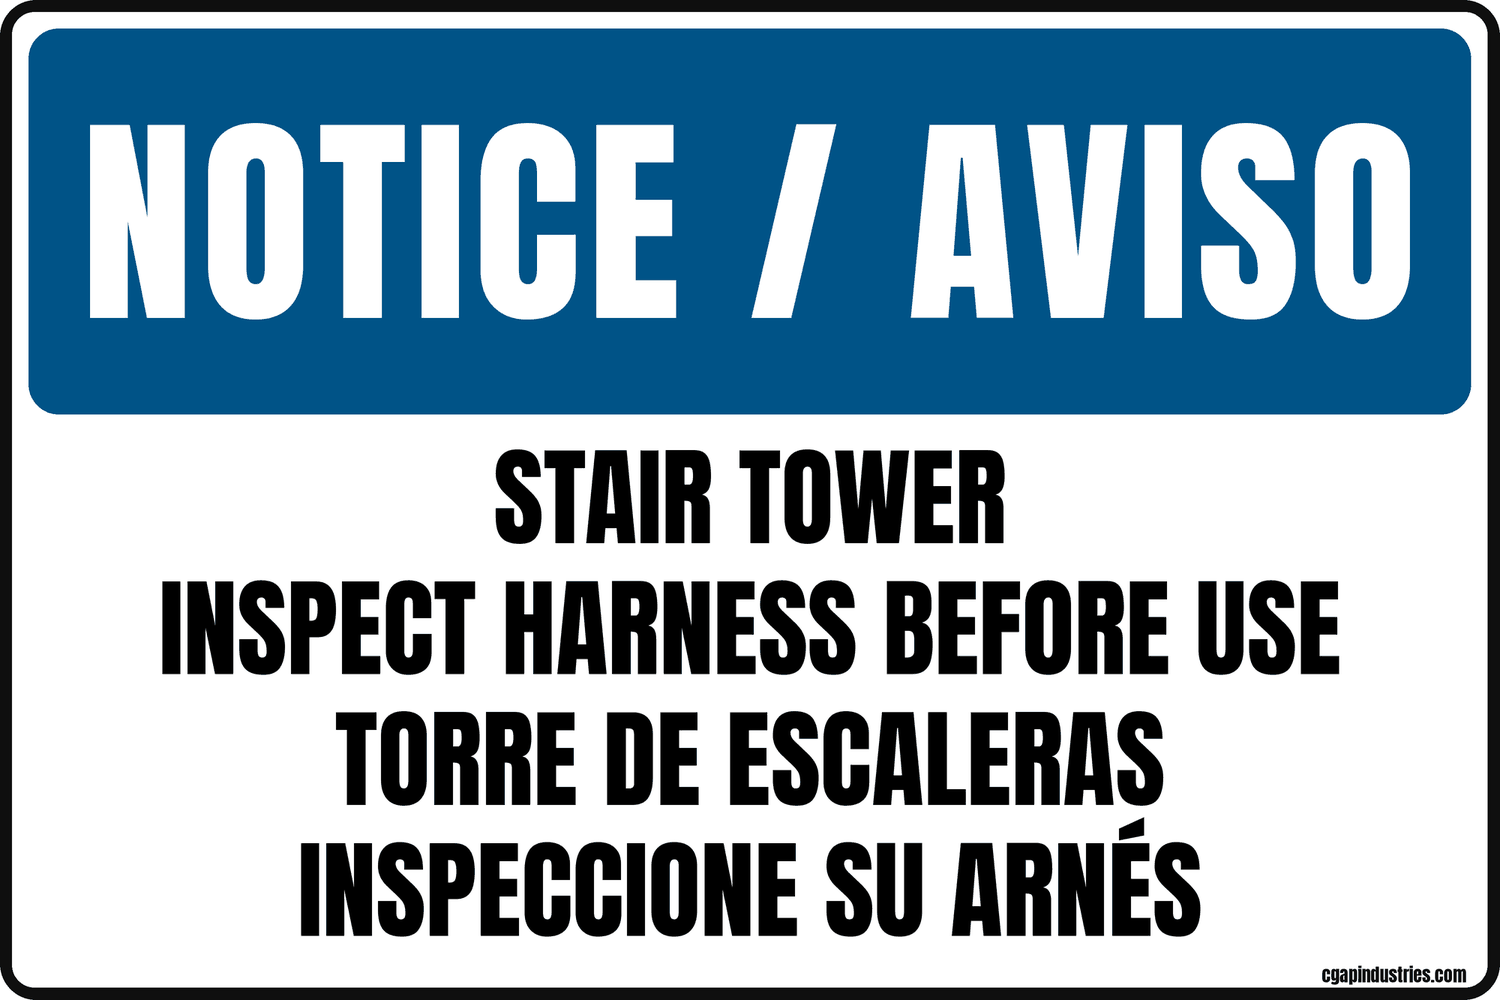 NOTICE / AVISO
STAIR TOWER
INSPECT HARNESS BEFORE USE
TORRE DE ESCALERAS
INSPECCIONE SU ARNÉS
cgapindustries.com